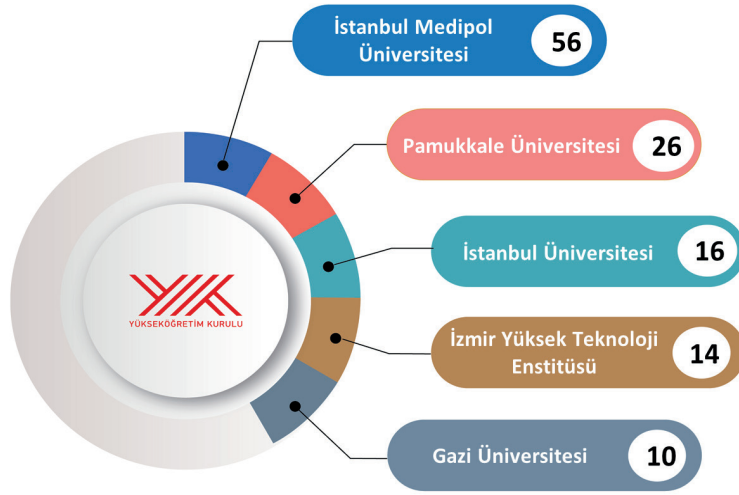 İstanbul Medipol
Üniversitesi
56
Pamukkale Üniversitesi
26
İstanbul Üniversitesi
16
İzmir Yüksek Teknoloji
Enstitüsü
14
Gazi Üniversitesi
10
YÜKSEKÖĞRETİM KURULU